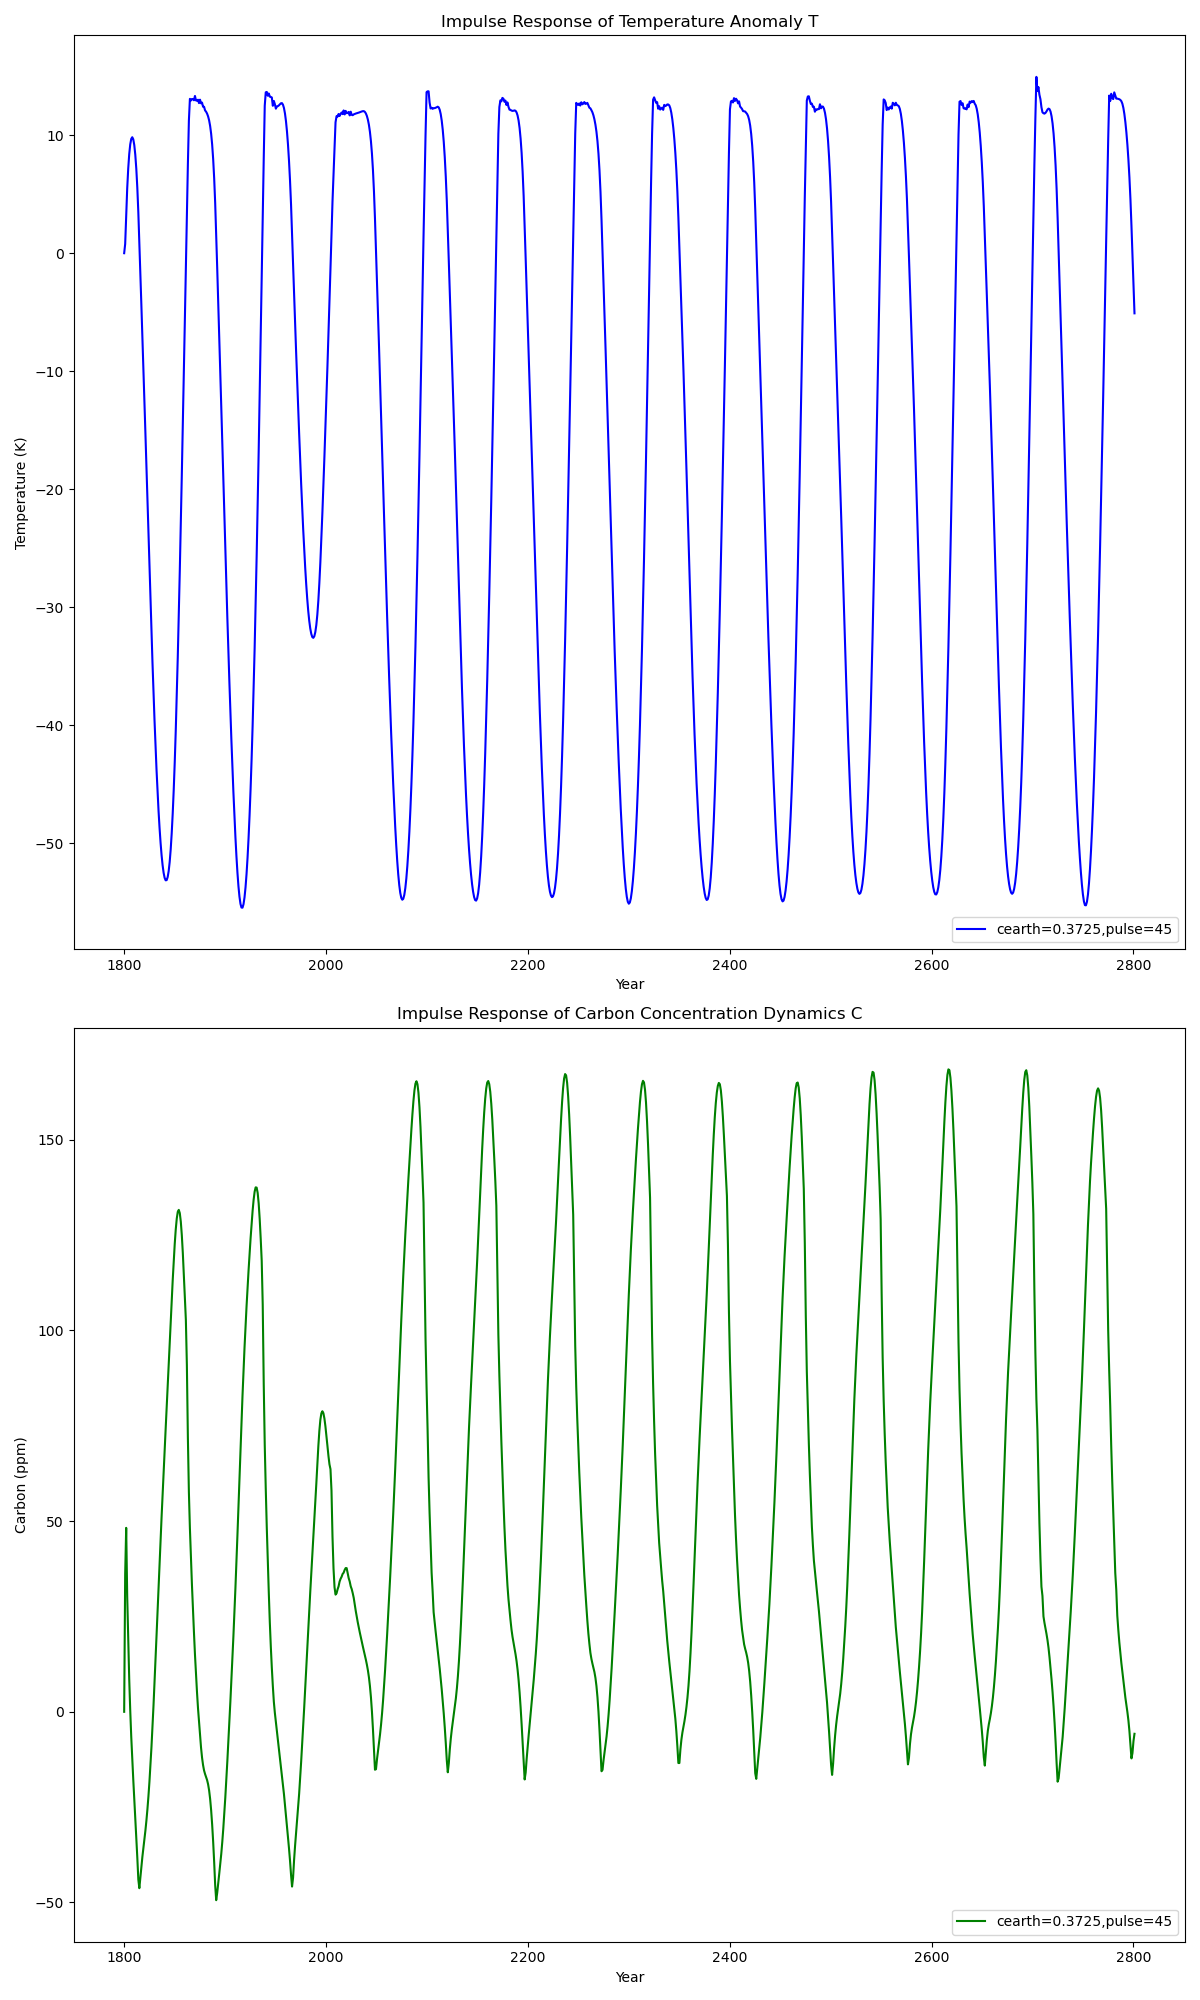 Impulse Response of Temperature Anomaly T
Temperature (K)
10
0
−10
−20
−30
−40
−50
cearth=0.3725,pulse=45
1800 2000 2200 2400 2600 2800
Year
Impulse Response of Carbon Concentration Dynamics C
Carbon (ppm)
150
100
50
0
−50
cearth=0.3725,pulse=45
1800 2000 2200 2400 2600 2800
Year